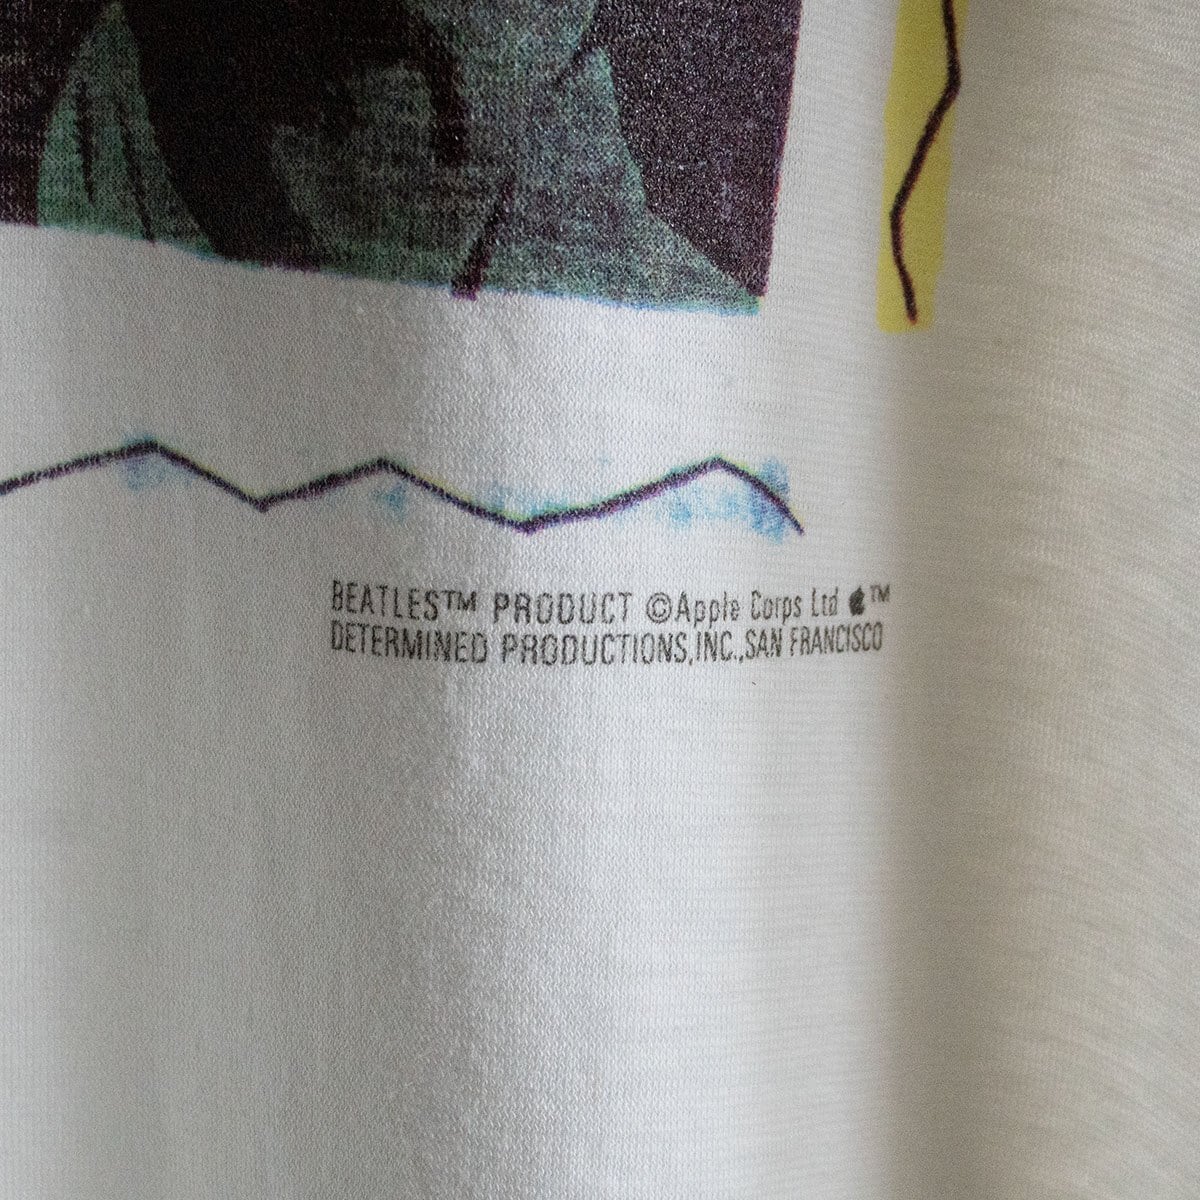 BEATLES™ PRODUCT ©Apple Corps Ltd ™
DETERMINED PRODUCTIONS,INC.,SAN FRANCISCO